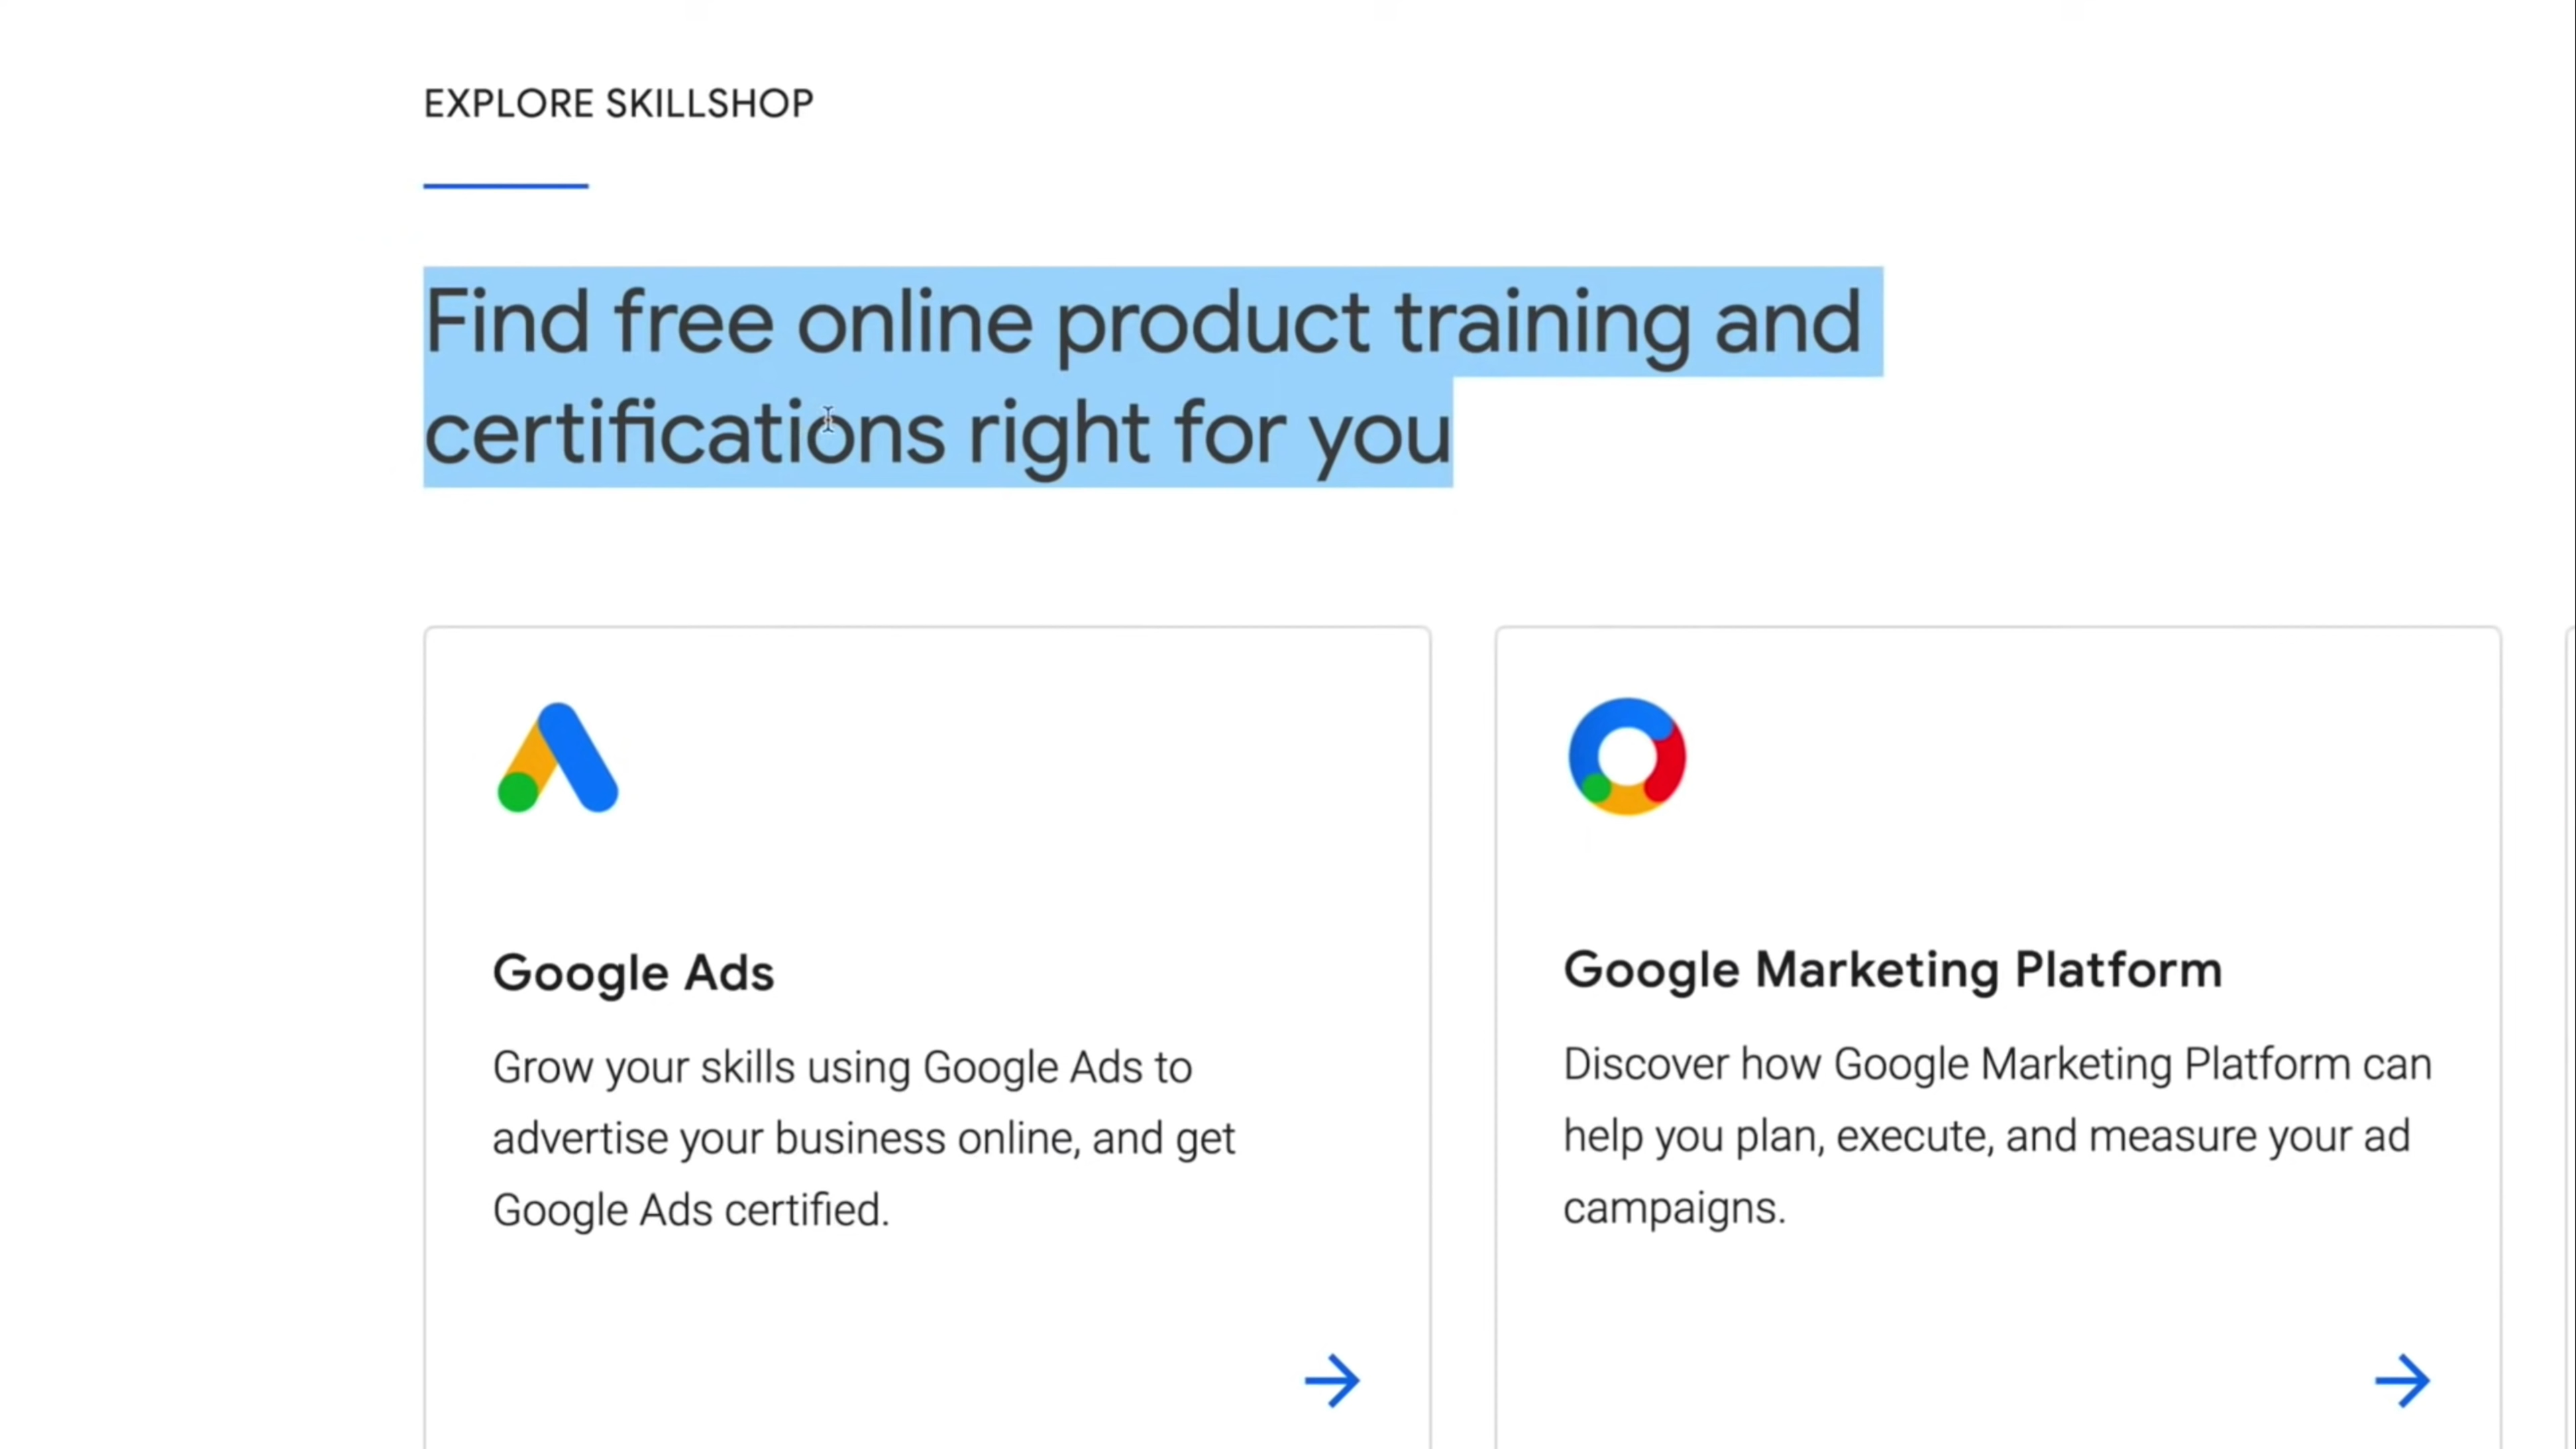 EXPLORE SKILLSHOP
Find free online product training and
certifications right for you
Google Ads
Grow your skills using Google Ads to
advertise your business online, and get
Google Ads certified.
Google Marketing Platform
Discover how Google Marketing Platform can
help you plan, execute, and measure your ad
campaigns.